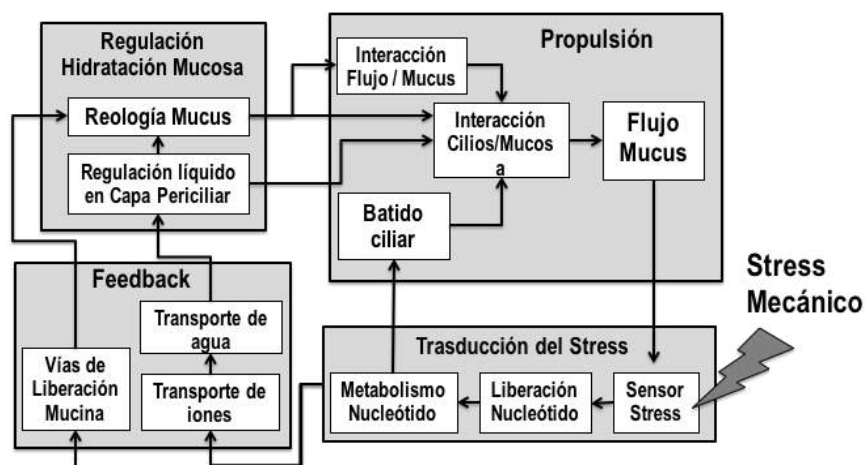 Regulación
Hidratación Mucosa
Reología Mucus
Regulación líquido
en Capa Periciliar
Propulsión
Interacción
Flujo / Mucus
Interacción
Cilios/Mucos
a
Flujo
Mucus
Batido
ciliar
Feedback
Transporte de
agua
Vías de
Liberación
Mucina
Transporte de
iones
Stress
Mecánico
Trasducción del Stress
Metabolismo
Nucleótido
Liberación
Nucleótido
Sensor
Stress